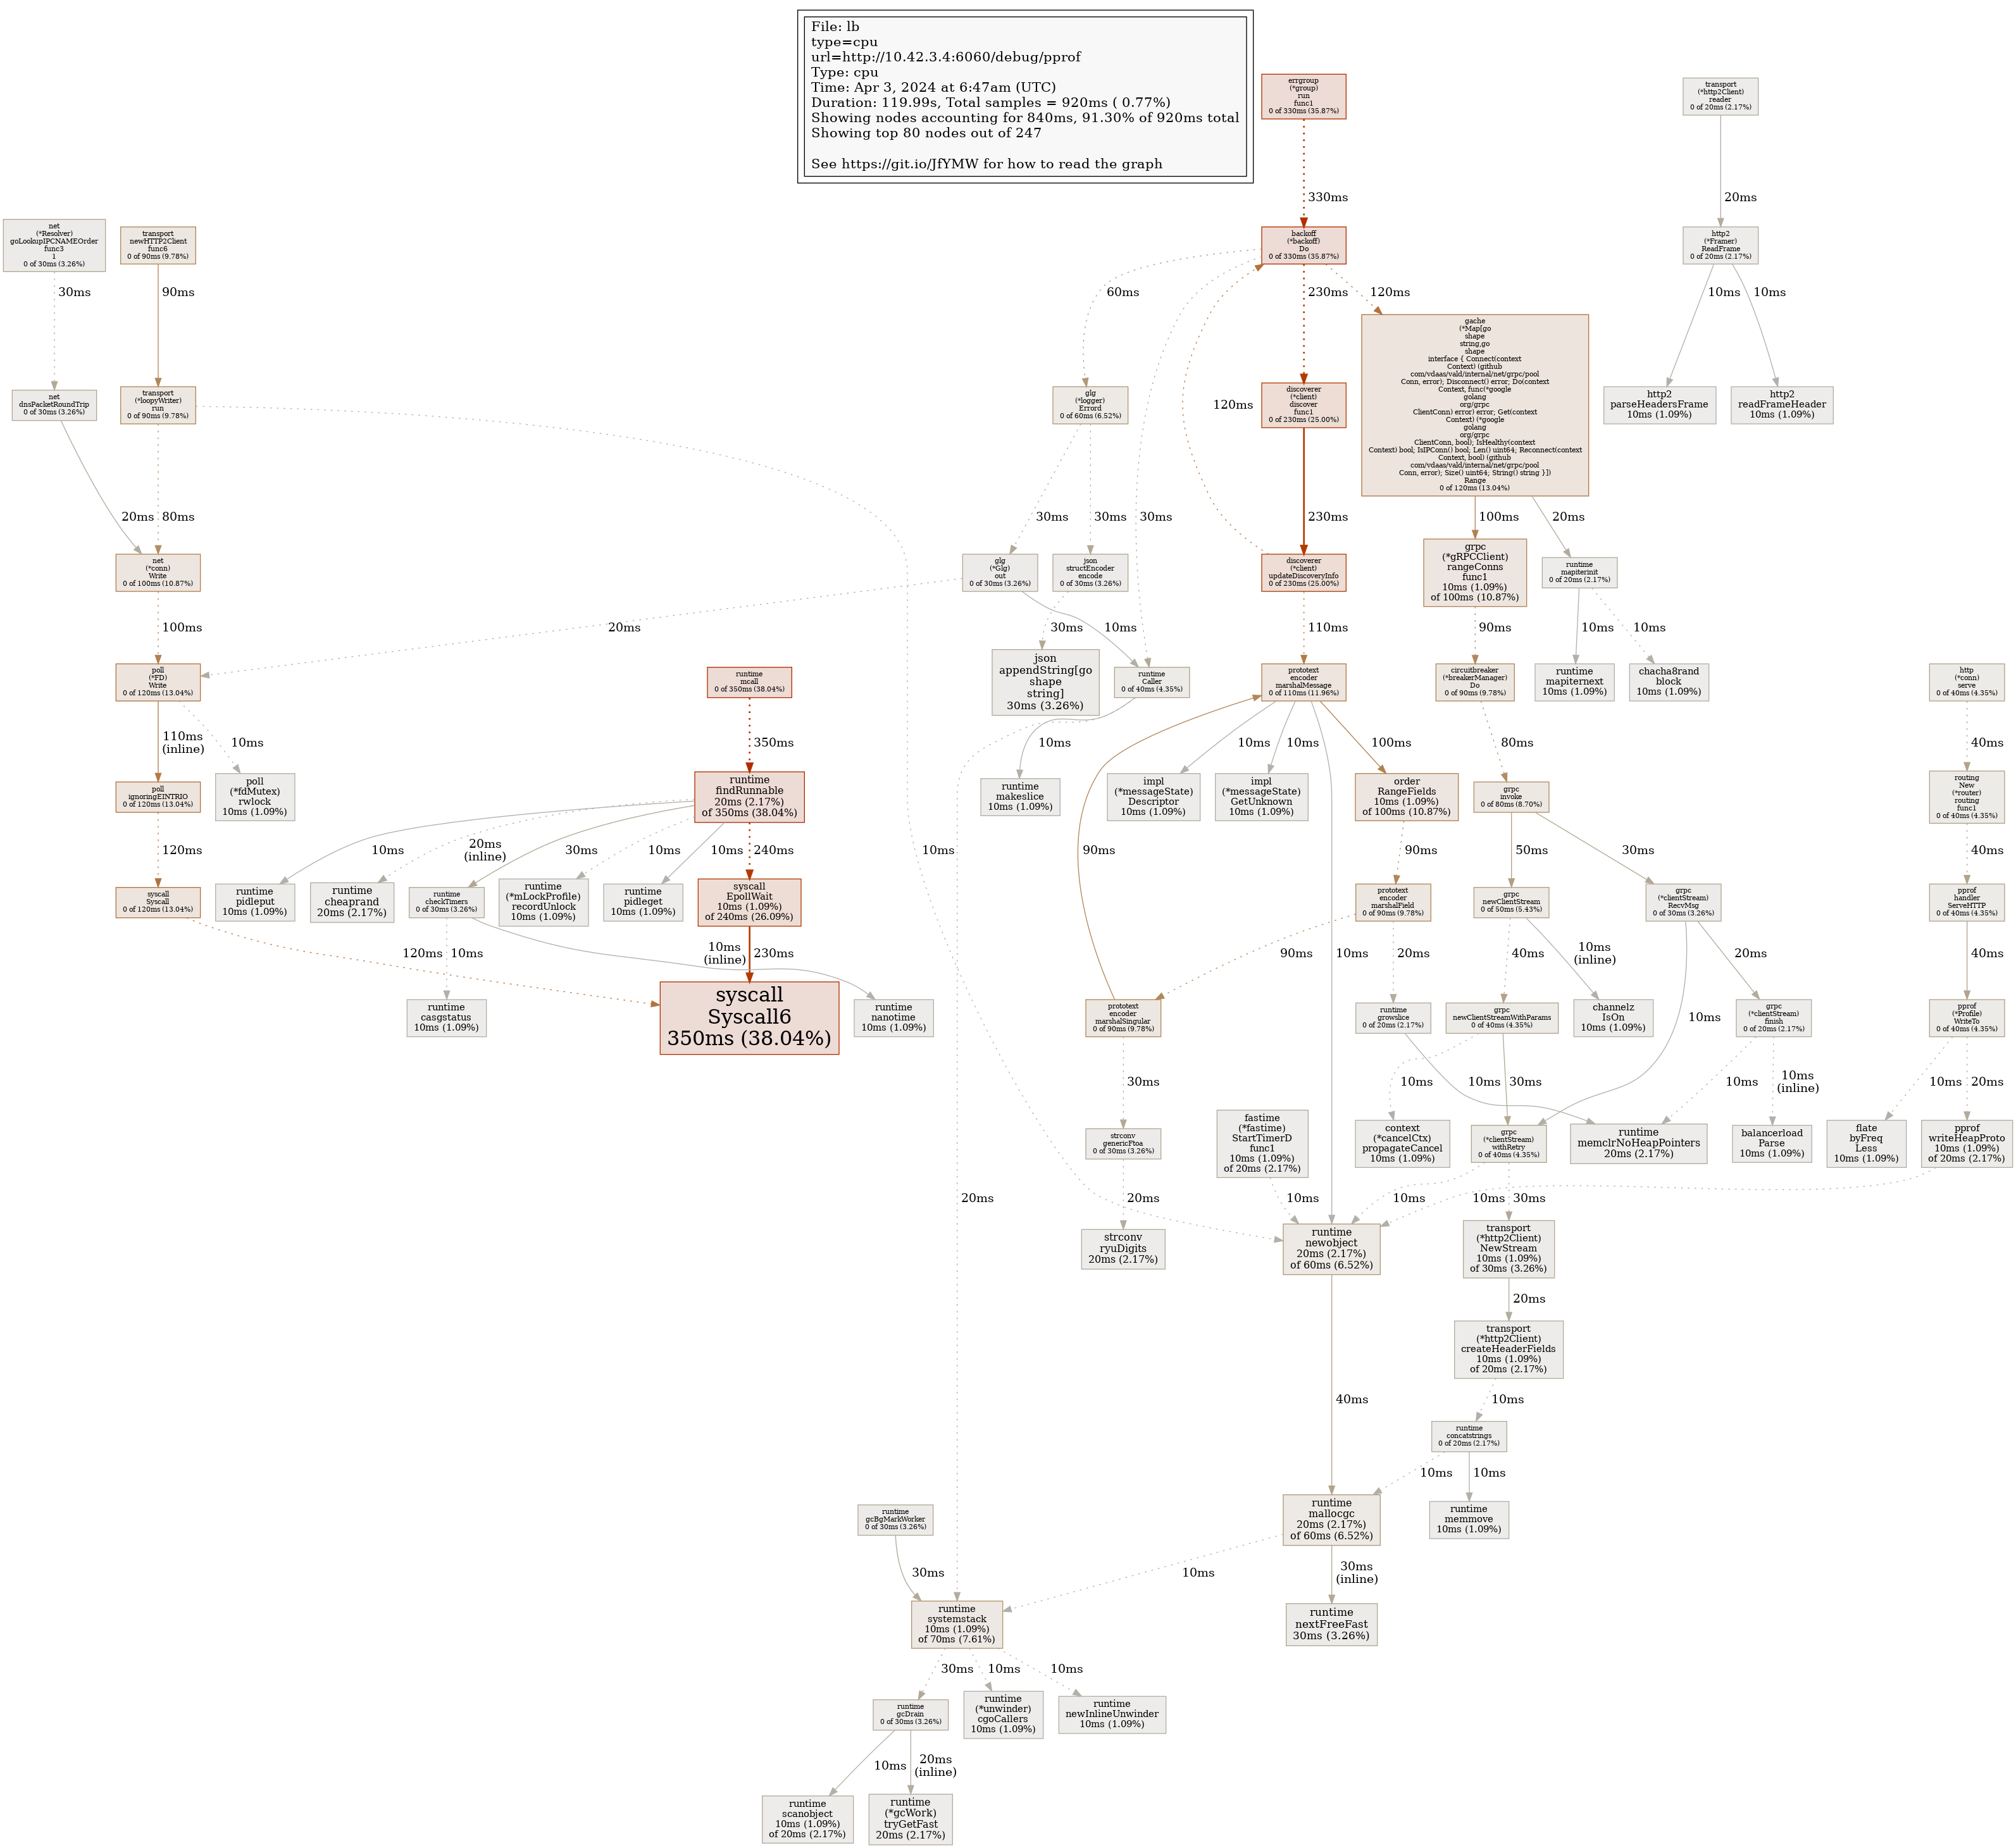 File: lb
type=cpu
url=http://10.42.3.4:6060/debug/pprof
Type: cpu
Time: Apr 3, 2024 at 6:47am (UTC)
Duration: 119.99s, Total samples = 920ms ( 0.77%)
Showing nodes accounting for 840ms, 91.30% of 920ms total
Showing top 80 nodes out of 247
See https://git.io/JfYMW for how to read the graph
errgroup
(*group)
run
func1
0 of 330ms (35.87%)
transport
(*http2Client)
reader
0 of 20ms (2.17%)
330ms
20ms
net
(*Resolver)
goLookupIPCNAMEOrder
func3
1
0 of 30ms (3.26%)
transport
newHTTP2Client
func6
0 of 90ms (9.78%)
backoff
(*backoff)
Do
0 of 330ms (35.87%)
http2
(*Framer)
ReadFrame
0 of 20ms (2.17%)
30ms
90ms
60ms
230ms
120ms
10ms
10ms
gache
(*Map[go
shape
string,go
shape
interface { Connect(context
Context) (github
com/vdaas/vald/internal/net/grpc/pool
Conn, error); Disconnect() error; Do(context
Context, func(*google
golang
org/grpc
ClientConn) error) error; Get(context
Context) (*google
golang
org/grpc
ClientConn, bool); IsHealthy(context
Context) bool; IsIPConn() bool; Len() uint64; Reconnect(context
Context, bool) (github
com/vdaas/vald/internal/net/grpc/pool
Conn, error); Size() uint64; String() string }])
Range
0 of 120ms (13.04%)
net
dnsPacketRoundTrip
0 of 30ms (3.26%)
transport
(*loopyWriter)
run
0 of 90ms (9.78%)
glg
(*logger)
Errord
0 of 60ms (6.52%)
120ms
discoverer
(*client)
discover
func1
0 of 230ms (25.00%)
http2
parseHeadersFrame
10ms (1.09%)
http2
readFrameHeader
10ms (1.09%)
20ms
80ms
30ms
30ms
30ms
230ms
100ms
20ms
net
(*conn)
Write
0 of 100ms (10.87%)
10ms
glg
(*Glg)
out
0 of 30ms (3.26%)
json
structEncoder
encode
0 of 30ms (3.26%)
discoverer
(*client)
updateDiscoveryInfo
0 of 230ms (25.00%)
grpc
(*gRPCClient)
rangeConns
func1
10ms (1.09%)
of 100ms (10.87%)
runtime
mapiterinit
0 of 20ms (2.17%)
100ms
20ms
30ms
10ms
110ms
90ms
10ms
10ms
poll
(*FD)
Write
0 of 120ms (13.04%)
runtime
mcall
0 of 350ms (38.04%)
json
appendString[go
shape
string]
30ms (3.26%)
runtime
Caller
0 of 40ms (4.35%)
prototext
encoder
marshalMessage
0 of 110ms (11.96%)
circuitbreaker
(*breakerManager)
Do
0 of 90ms (9.78%)
runtime
mapiternext
10ms (1.09%)
chacha8rand
block
10ms (1.09%)
http
(*conn)
serve
0 of 40ms (4.35%)
110ms
(inline)
10ms
350ms
10ms
10ms
10ms
100ms
80ms
40ms
poll
ignoringEINTRIO
0 of 120ms (13.04%)
poll
(*fdMutex)
rwlock
10ms (1.09%)
runtime
findRunnable
20ms (2.17%)
of 350ms (38.04%)
runtime
makeslice
10ms (1.09%)
impl
(*messageState)
Descriptor
10ms (1.09%)
impl
(*messageState)
GetUnknown
10ms (1.09%)
order
RangeFields
10ms (1.09%)
of 100ms (10.87%)
grpc
invoke
0 of 80ms (8.70%)
routing
New
(*router)
routing
func1
0 of 40ms (4.35%)
120ms
10ms
20ms
(inline)
30ms
10ms
10ms
240ms
90ms
90ms
50ms
30ms
40ms
syscall
Syscall
0 of 120ms (13.04%)
runtime
pidleput
10ms (1.09%)
runtime
cheaprand
20ms (2.17%)
runtime
checkTimers
0 of 30ms (3.26%)
runtime
(*mLockProfile)
recordUnlock
10ms (1.09%)
runtime
pidleget
10ms (1.09%)
syscall
EpollWait
10ms (1.09%)
of 240ms (26.09%)
prototext
encoder
marshalField
0 of 90ms (9.78%)
grpc
newClientStream
0 of 50ms (5.43%)
grpc
(*clientStream)
RecvMsg
0 of 30ms (3.26%)
pprof
handler
ServeHTTP
0 of 40ms (4.35%)
120ms
10ms
10ms
(inline)
230ms
90ms
10ms
20ms
40ms
10ms
(inline)
20ms
40ms
runtime
casgstatus
10ms (1.09%)
syscall
Syscall6
350ms (38.04%)
runtime
nanotime
10ms (1.09%)
prototext
encoder
marshalSingular
0 of 90ms (9.78%)
runtime
growslice
0 of 20ms (2.17%)
grpc
newClientStreamWithParams
0 of 40ms (4.35%)
channelz
IsOn
10ms (1.09%)
10ms
grpc
(*clientStream)
finish
0 of 20ms (2.17%)
pprof
(*Profile)
WriteTo
0 of 40ms (4.35%)
30ms
10ms
10ms
30ms
10ms
10ms
(inline)
10ms
20ms
strconv
genericFtoa
0 of 30ms (3.26%)
fastime
(*fastime)
StartTimerD
func1
10ms (1.09%)
of 20ms (2.17%)
context
(*cancelCtx)
propagateCancel
10ms (1.09%)
grpc
(*clientStream)
withRetry
0 of 40ms (4.35%)
runtime
memclrNoHeapPointers
20ms (2.17%)
balancerload
Parse
10ms (1.09%)
flate
byFreq
Less
10ms (1.09%)
pprof
writeHeapProto
10ms (1.09%)
of 20ms (2.17%)
20ms
20ms
10ms
10ms
10ms
30ms
strconv
ryuDigits
20ms (2.17%)
runtime
newobject
20ms (2.17%)
of 60ms (6.52%)
transport
(*http2Client)
NewStream
10ms (1.09%)
of 30ms (3.26%)
20ms
transport
(*http2Client)
createHeaderFields
10ms (1.09%)
of 20ms (2.17%)
40ms
10ms
runtime
concatstrings
0 of 20ms (2.17%)
10ms
10ms
runtime
gcBgMarkWorker
0 of 30ms (3.26%)
runtime
mallocgc
20ms (2.17%)
of 60ms (6.52%)
runtime
memmove
10ms (1.09%)
30ms
10ms
30ms
(inline)
runtime
systemstack
10ms (1.09%)
of 70ms (7.61%)
runtime
nextFreeFast
30ms (3.26%)
30ms
10ms
10ms
runtime
gcDrain
0 of 30ms (3.26%)
runtime
(*unwinder)
cgoCallers
10ms (1.09%)
runtime
newInlineUnwinder
10ms (1.09%)
10ms
20ms
(inline)
runtime
scanobject
10ms (1.09%)
of 20ms (2.17%)
runtime
(*gcWork)
tryGetFast
20ms (2.17%)